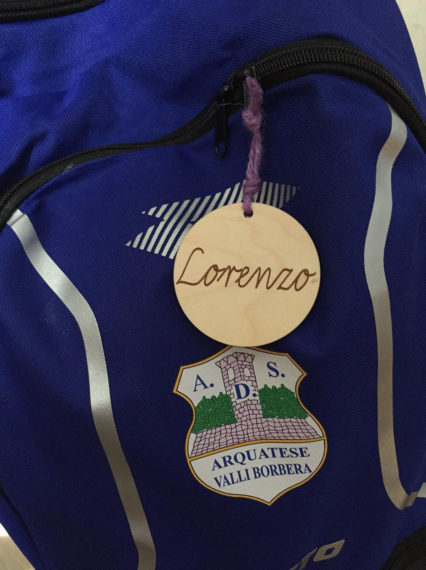 Lorenzo
A. D. S.
ARQUATESE
VALLI BORBERA